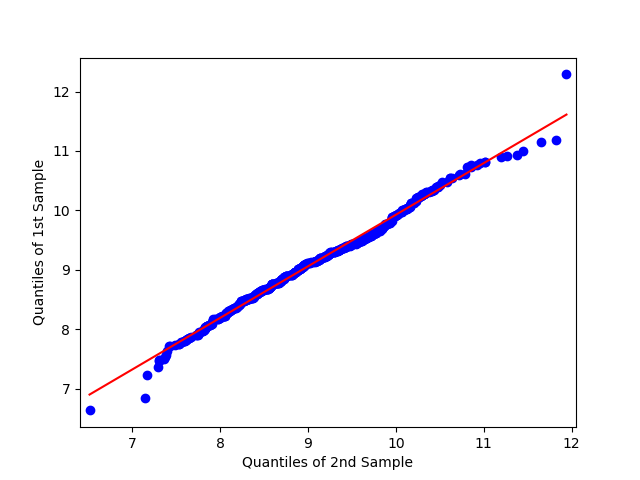 12
11
10
9
8
7
Quantiles of 1st Sample
7 8 9 10 11 12
Quantiles of 2nd Sample